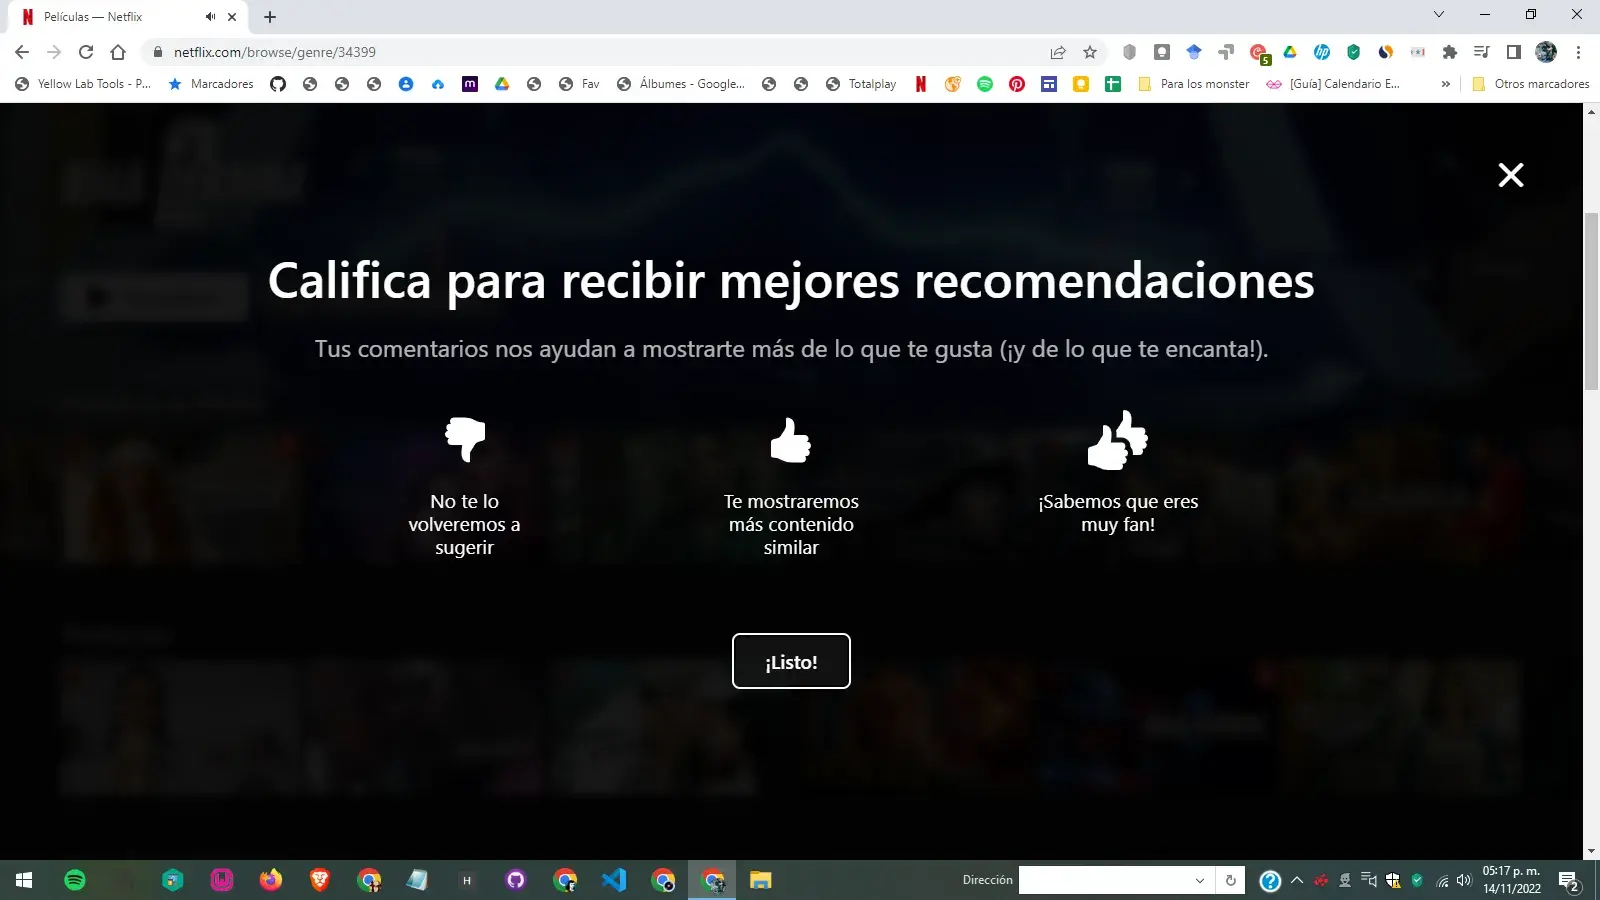 Películas — Netflix
netflix.com/browse/genre/34399
5
Yellow Lab Tools - P...
Marcadores
m
Fav
Álbumes - Google...
Totalplay
Para los monster
[Guía] Calendario E...
»
Otros marcadores
Califica para recibir mejores recomendaciones
Tus comentarios nos ayudan a mostrarte más de lo que te gusta (¡y de lo que te encanta!).
No te lo
volveremos a
sugerir
Te mostraremos
más contenido
similar
¡Sabemos que eres
muy fan!
¡Listo!
H
Dirección
05:17 p. m.
14/11/2022
2